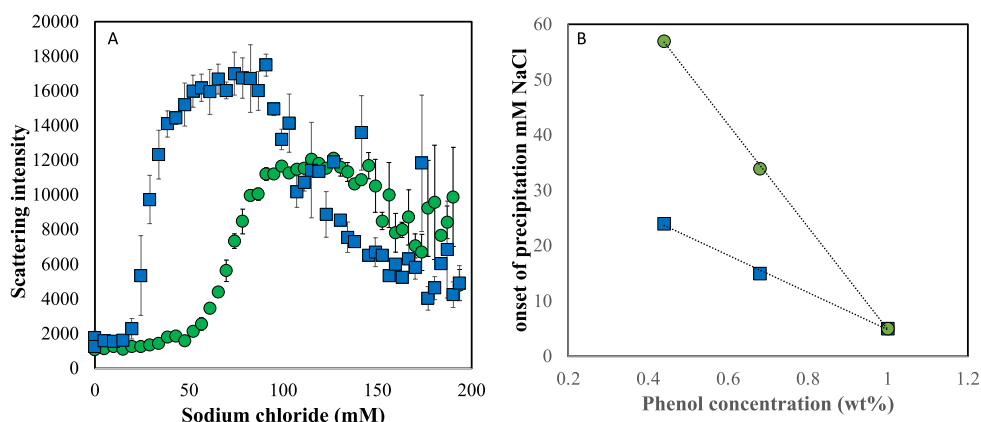 A
Scattering intensity
20000
18000
16000
14000
12000
10000
8000
6000
4000
2000
0
0 50 100 150 200
Sodium chloride (mM)
B
onset of precipitation mM NaCl
60
50
40
30
20
10
0
0.2 0.4 0.6 0.8 1 1.2
Phenol concentration (wt%)